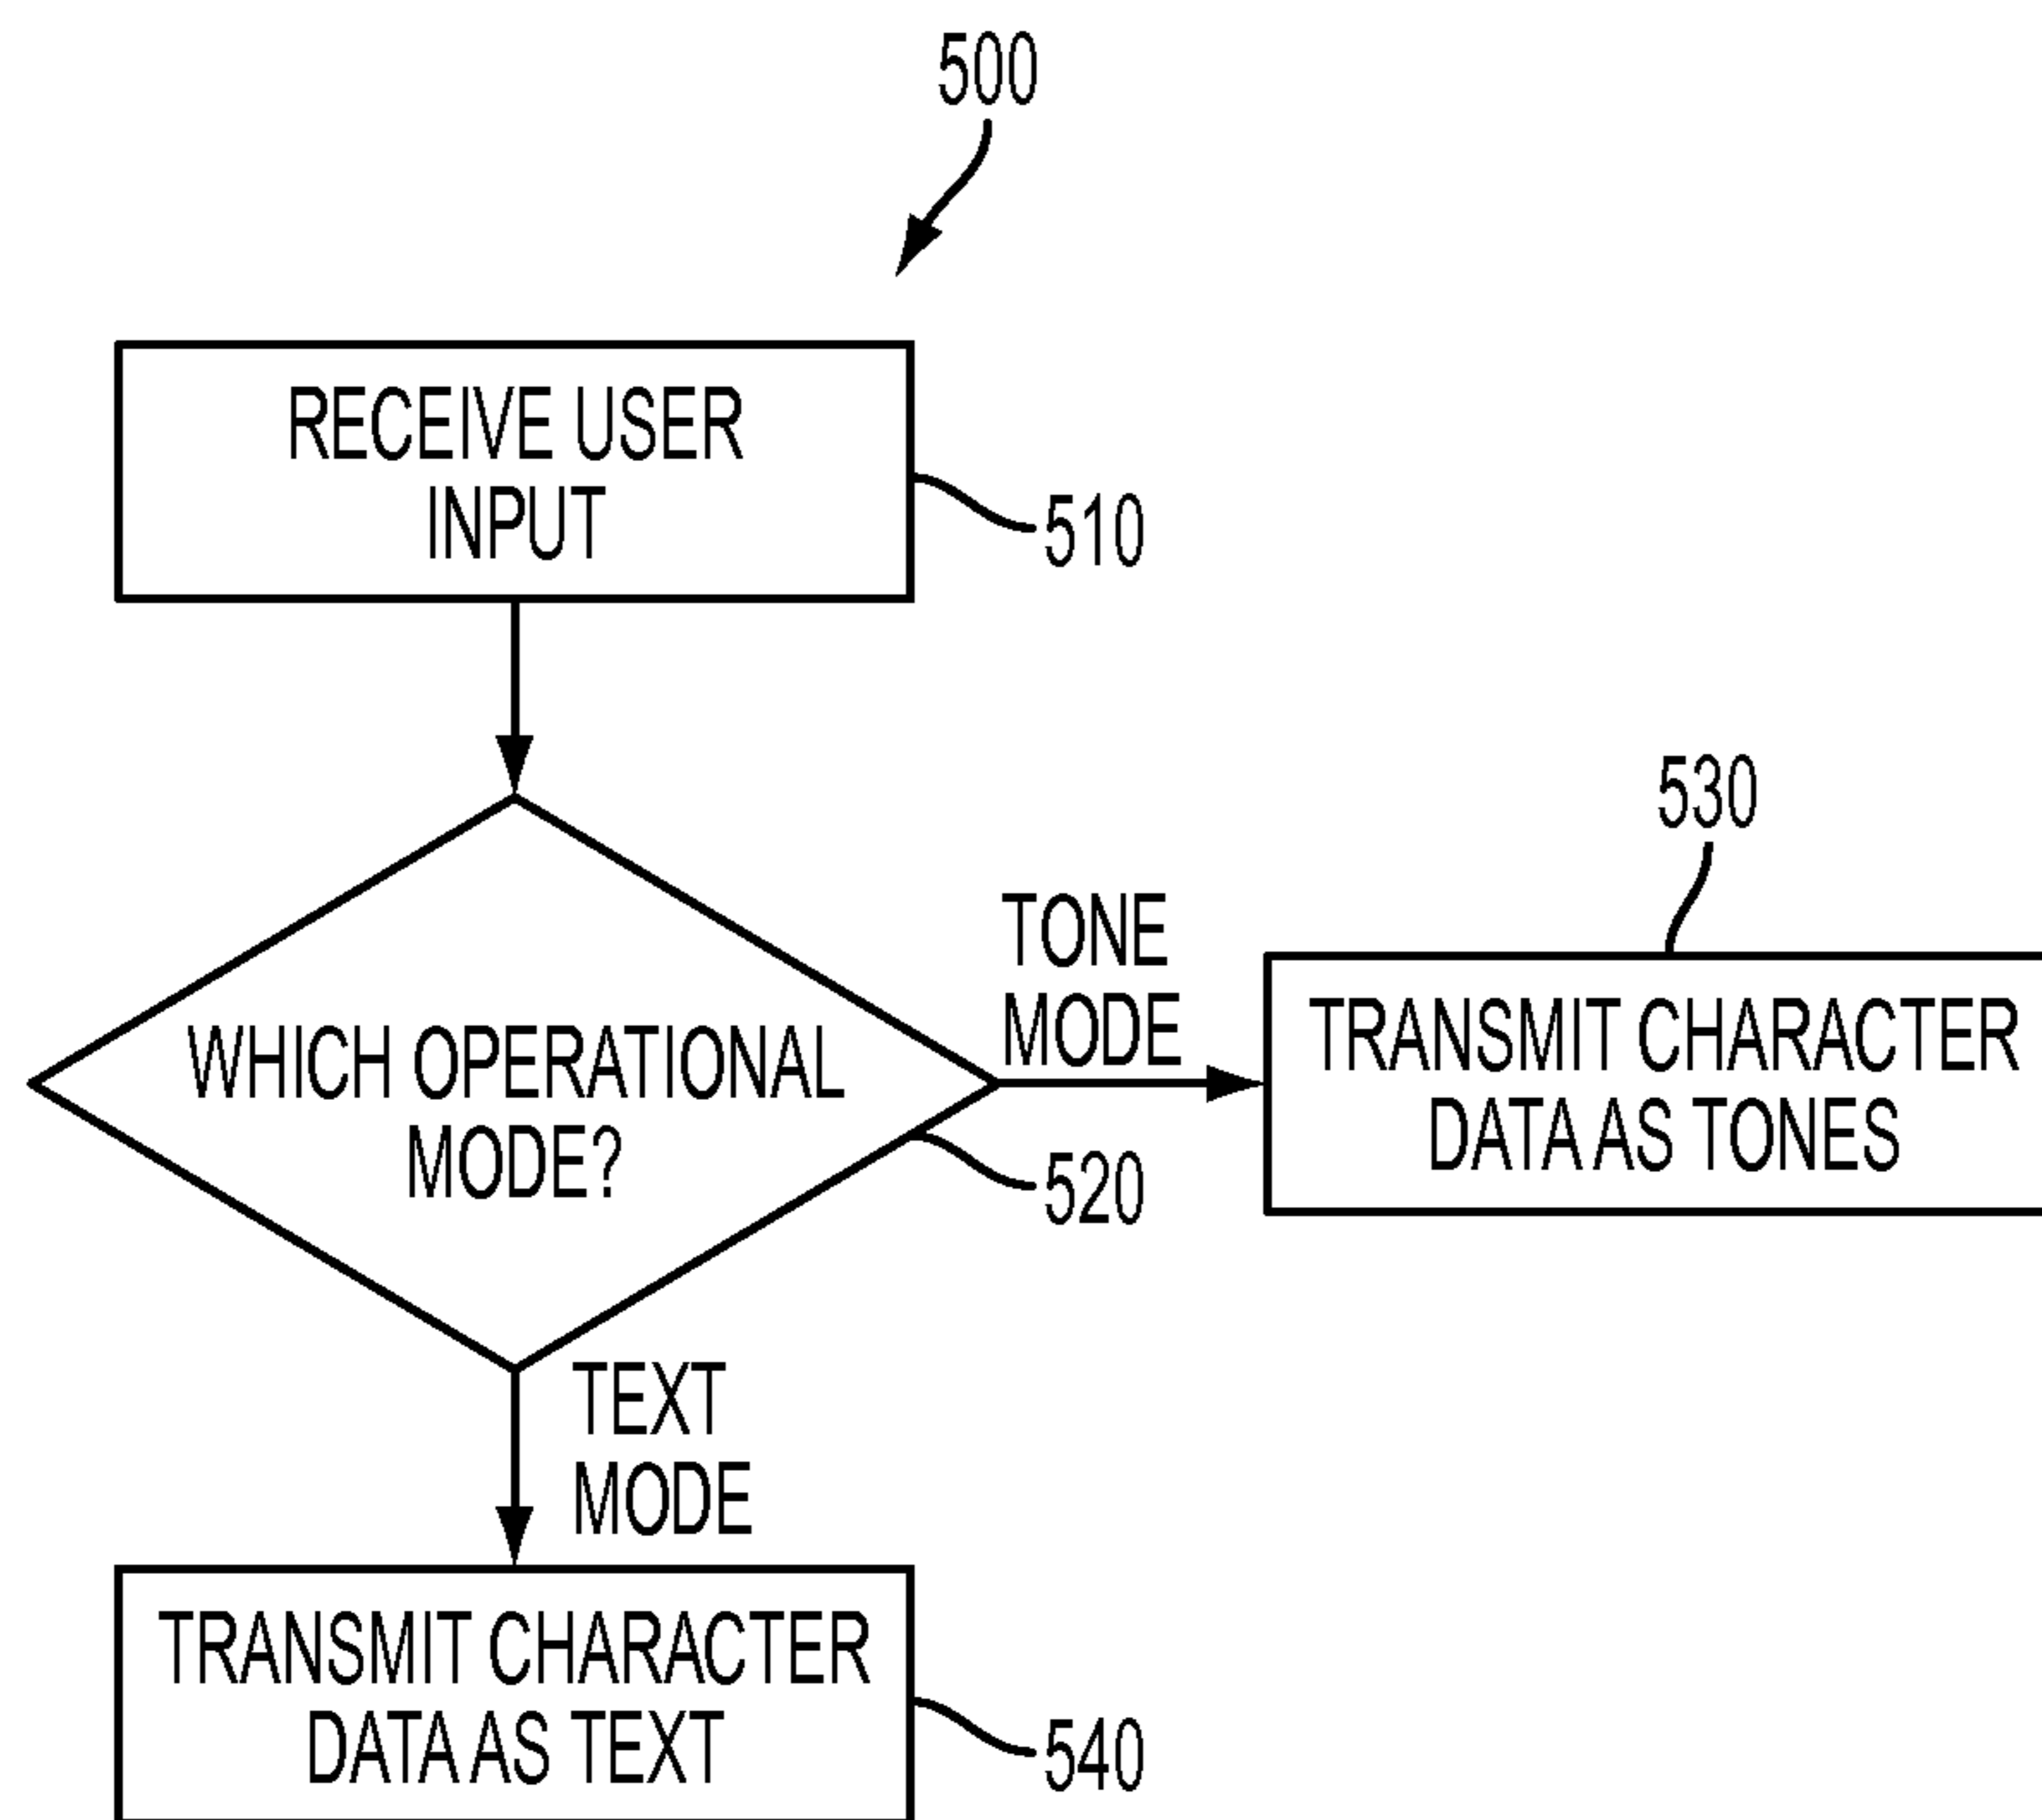 500
RECEIVE USER
INPUT
510
WHICH OPERATIONAL
MODE?
520
TONE
MODE
530
TRANSMIT CHARACTER
DATA AS TONES
TEXT
MODE
TRANSMIT CHARACTER
DATA AS TEXT
540